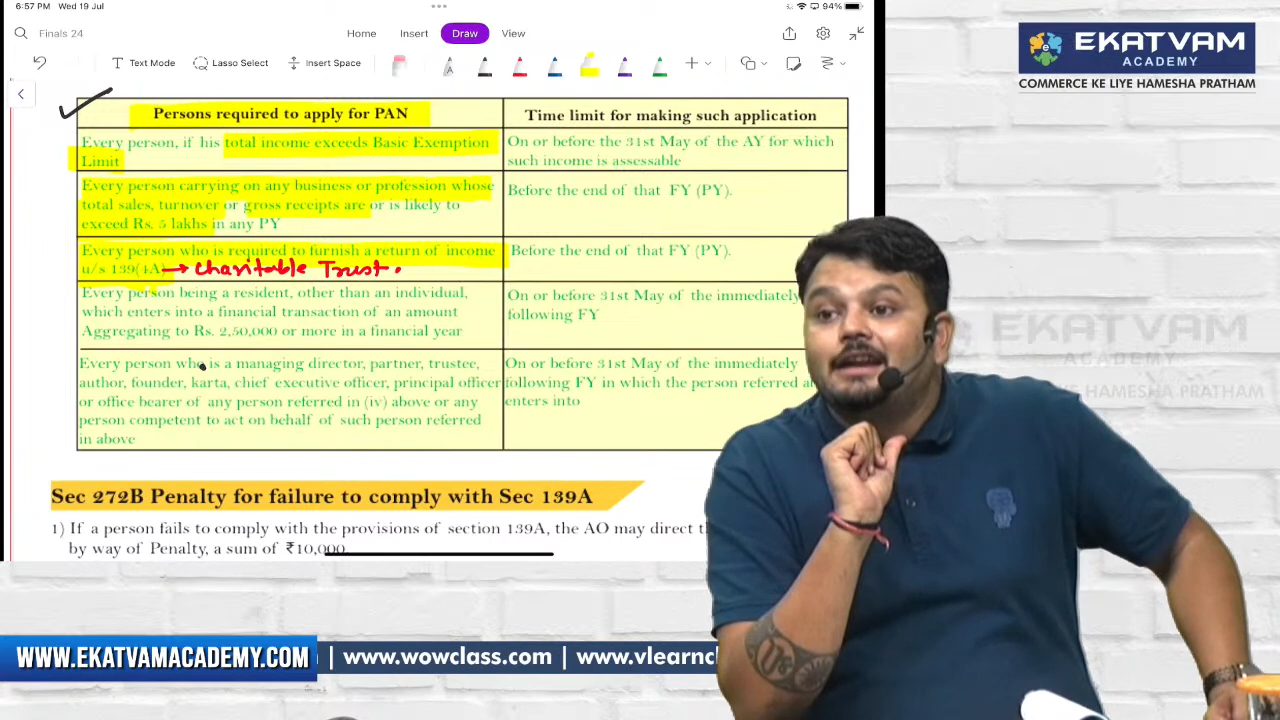 6:57 PM Wed 19 Jul
94%
Finals 24
Home Insert Draw View
Text Mode Lasso Select Insert Space
EKATVAM
ACADEMY
COMMERCE KE LIYE HAMESHA PRATHAM
Persons required to apply for PAN
Time limit for making such application
Every person, if his total income exceeds Basic Exemption
Limit
On or before the 31st May of the AY for which
such income is assessable
Every person carrying on any business or profession whose
total sales, turnover or gross receipts are or is likely to
exceed Rs. 5 lakhs in any PY
Before the end of that FY (PY).
Every person who is required to furnish a return of income
u/s 139(4A) → Charitable Trust.
Before the end of that FY (PY).
Every person being a resident, other than an individual,
which enters into a financial transaction of an amount
Aggregating to Rs. 2,50,000 or more in a financial year
On or before 31st May of the immediately
following FY
Every person who is a managing director, partner, trustee,
author, founder, karta, chief executive officer, principal officer
or office bearer of any person referred in (iv) above or any
person competent to act on behalf of such person referred
in above
On or before 31st May of the immediately
following FY in which the person referred
enters into
EKATVAM
ACADEMY
HAMESHA PRATHAM
Sec 272B Penalty for failure to comply with Sec 139A
1) If a person fails to comply with the provisions of section 139A, the AO may direct
by way of Penalty, a sum of ₹10,000.
WWW.EKATVAMACADEMY.COM | www.wowclass.com | www.vlearncl